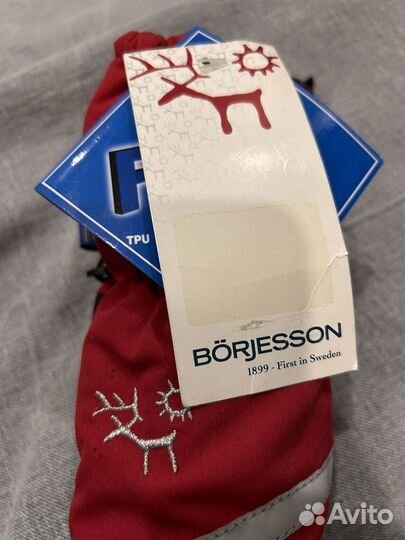 TPU
BÖRJESSON
1899 - First in Sweden
Avito